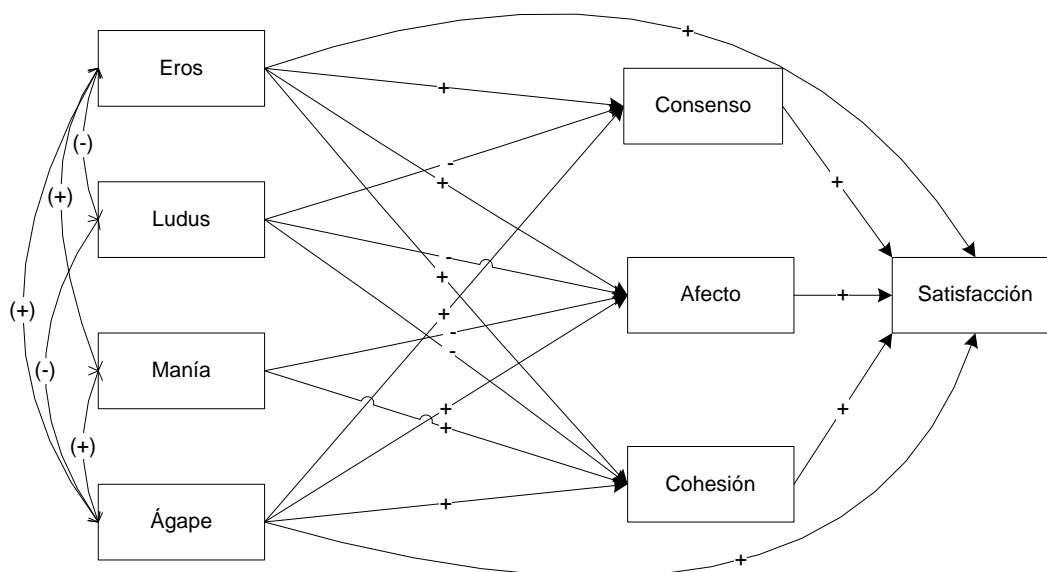 Eros
Ludus
Manía
Ágape
Consenso
Afecto
Cohesión
Satisfacción
(-)
(+)
(+)
(-)
(+)
+
+
-
+
-
+
+
-
-
+
+
+
+
+
+
+